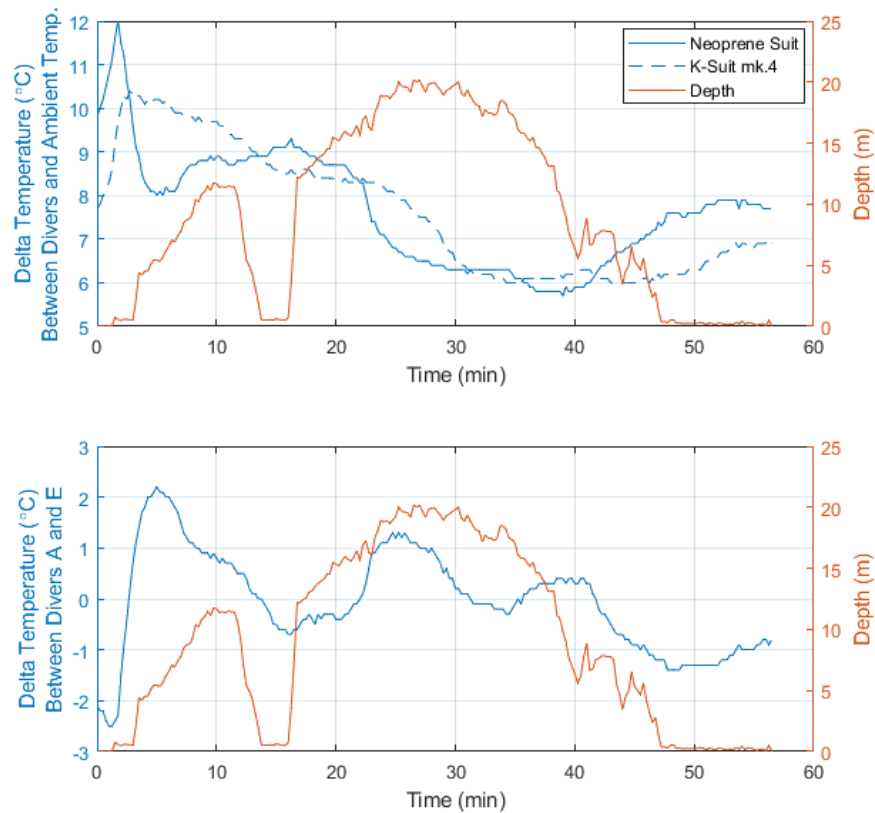 Delta Temperature (°C)
Between Divers and Ambient Temp.
12
11
10
9
8
7
6
5
25
20
15
10
5
0
Depth (m)
Neoprene Suit
K-Suit mk.4
Depth
0 10 20 30 40 50 60
Time (min)
Delta Temperature (°C)
Between Divers A and E
3
2
1
0
-1
-2
-3
25
20
15
10
5
0
Depth (m)
0 10 20 30 40 50 60
Time (min)